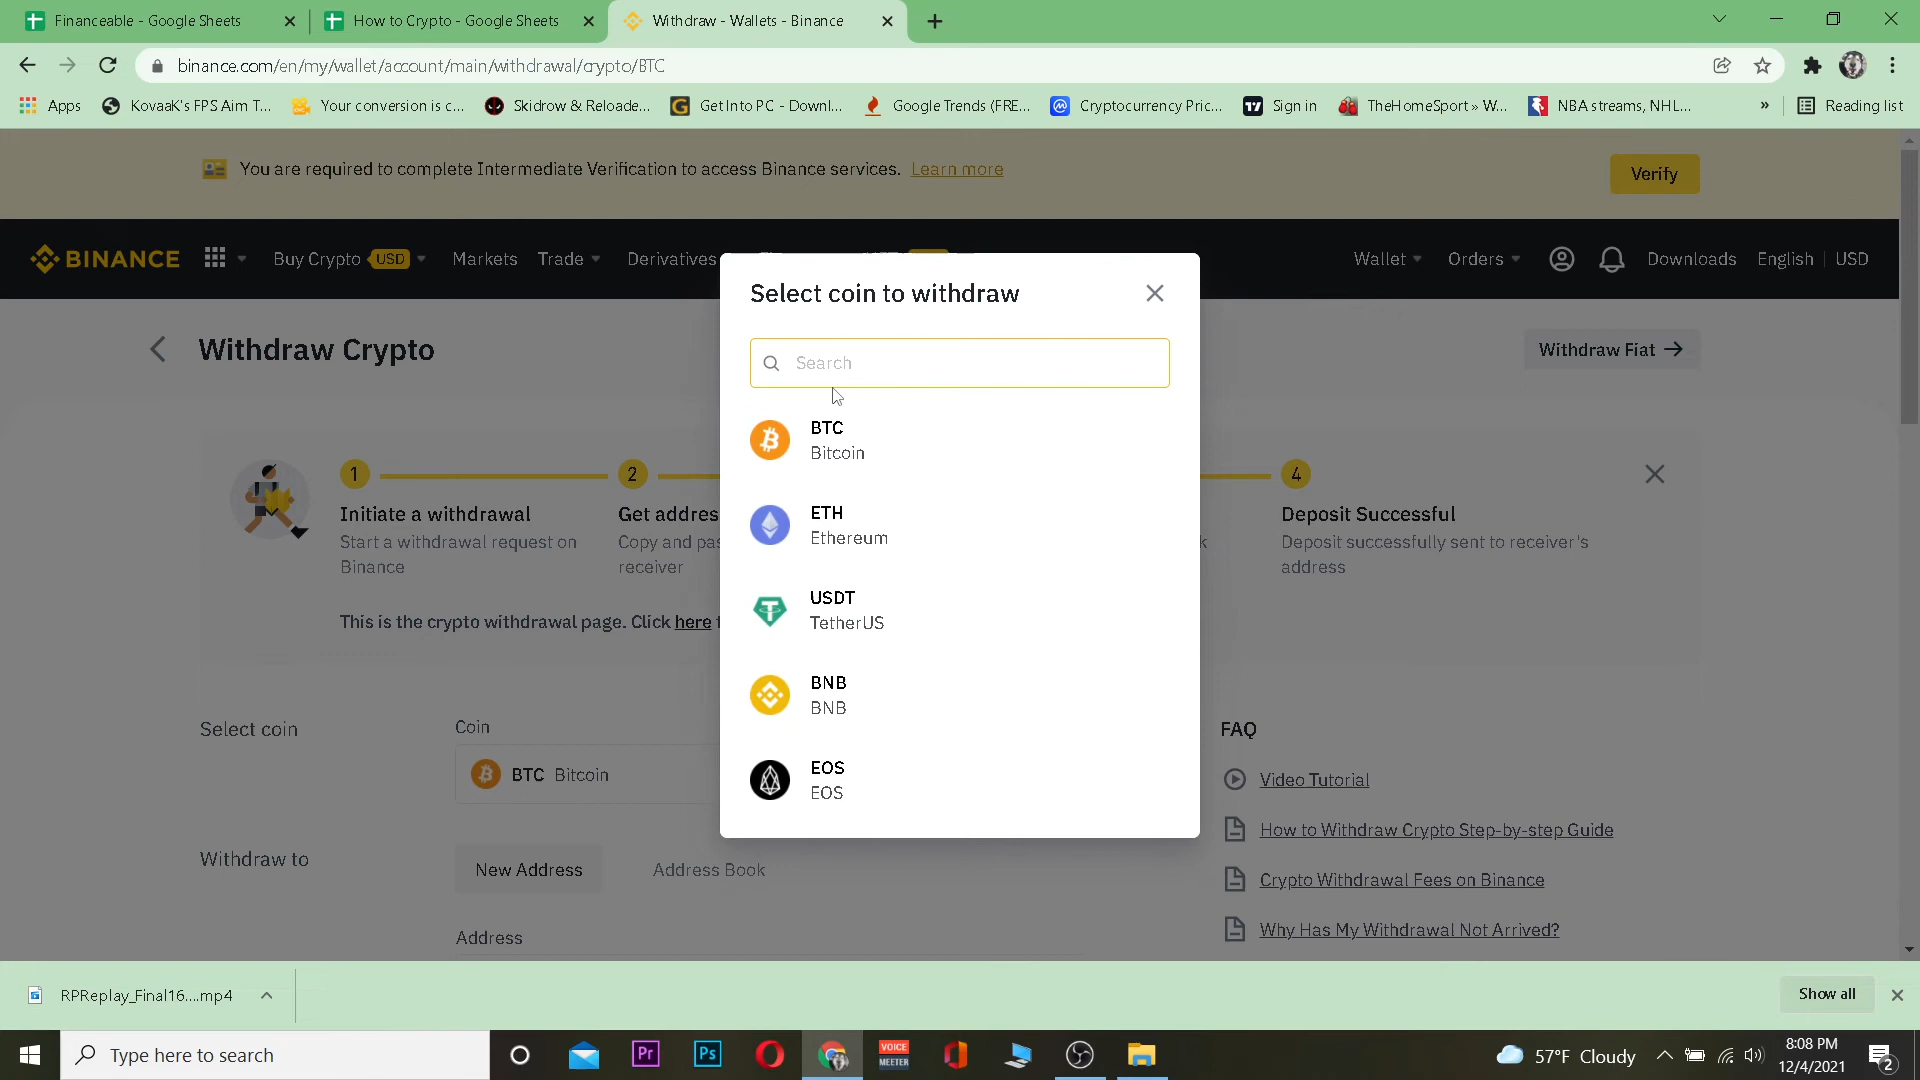 Financeable - Google Sheets
How to Crypto - Google Sheets
Withdraw - Wallets - Binance
binance.com/en/my/wallet/account/main/withdrawal/crypto/BTC
Apps
KovaaK's FPS Aim T...
Your conversion is c...
Skidrow & Reloade...
Get Into PC - Downl...
Google Trends (FRE...
Cryptocurrency Pric...
Sign in
TheHomeSport » W...
NBA streams, NHL...
»
Reading list
You are required to complete Intermediate Verification to access Binance services. Learn more
Verify
BINANCE
Buy Crypto USD
Markets
Trade
Derivatives
Wallet
Orders
Downloads
English
USD
Select coin to withdraw
Search
BTC
Bitcoin
ETH
Ethereum
USDT
TetherUS
BNB
BNB
EOS
EOS
Withdraw Crypto
Withdraw Fiat
1
Initiate a withdrawal
Start a withdrawal request on
Binance
2
Get addres
Copy and pas
receiver
4
Deposit Successful
Deposit successfully sent to receiver's
address
This is the crypto withdrawal page. Click here
Select coin
Coin
BTC Bitcoin
Withdraw to
New Address
Address Book
Address
FAQ
Video Tutorial
How to Withdraw Crypto Step-by-step Guide
Crypto Withdrawal Fees on Binance
Why Has My Withdrawal Not Arrived?
RPReplay_Final16....mp4
Show all
Type here to search
Pr
Ps
VOICE
MEETER
57°F Cloudy
8:08 PM
12/4/2021
2